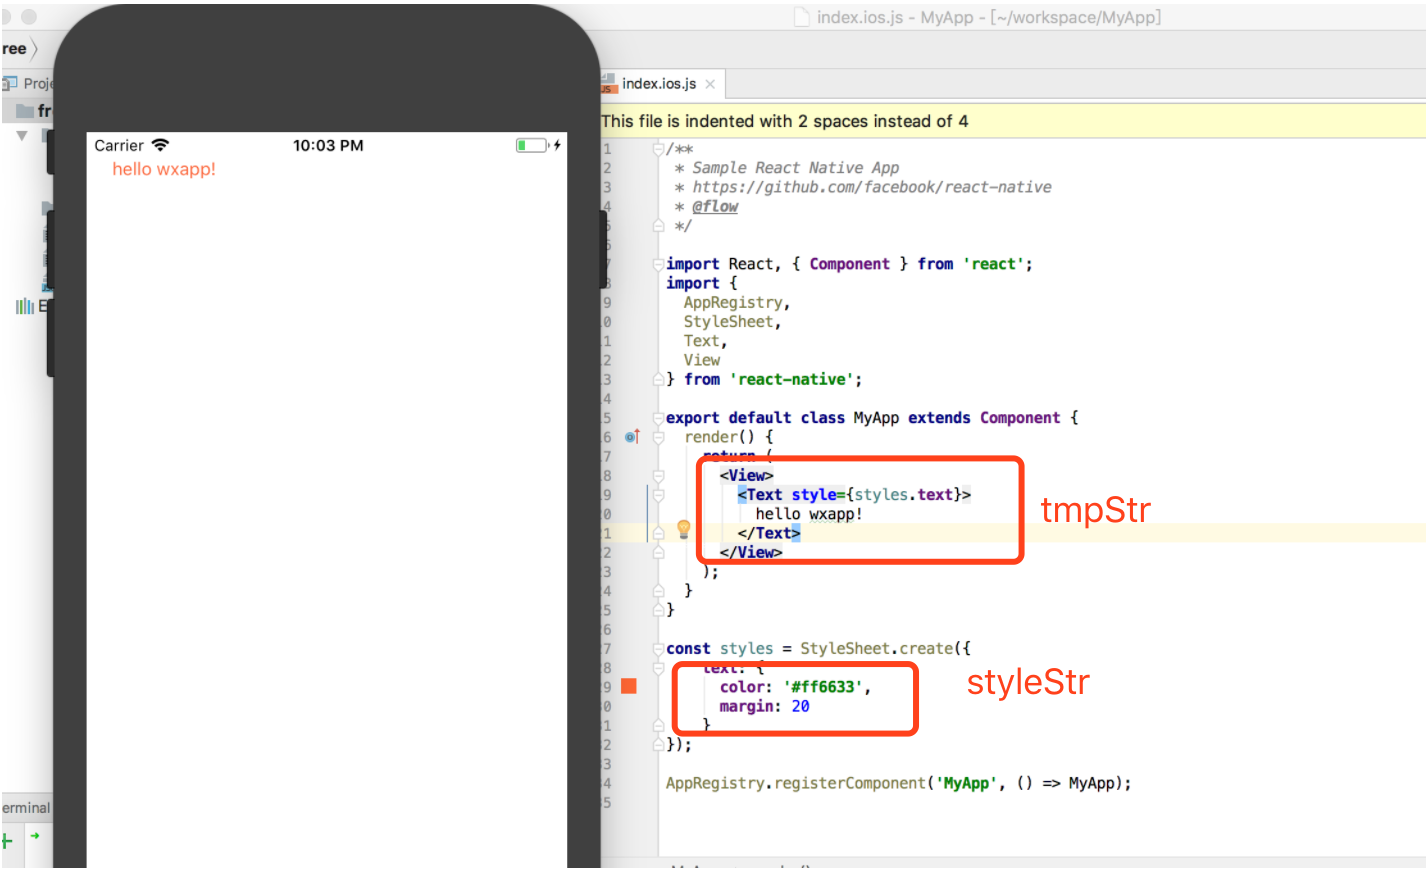 index.ios.js - MyApp - [~/workspace/MyApp]
ree
Proje
index.ios.js
fr
This file is indented with 2 spaces instead of 4
Carrier 10:03 PM
hello wxapp!
E
1 /**
2 * Sample React Native App
3 * https://github.com/facebook/react-native
4 * @flow
5 */
6
7 import React, { Component } from 'react';
8 import {
9 AppRegistry,
0 StyleSheet,
1 Text,
2 View
3 } from 'react-native';
4
5 export default class MyApp extends Component {
6 render() {
7 return (
8 <View>
9 <Text style={styles.text}>
0 hello wxapp!
1 </Text>
2 </View>
3 );
4 }
5 }
6
7 const styles = StyleSheet.create({
8 text: {
9 color: '#ff6633',
0 margin: 20
1 }
2 });
3
4 AppRegistry.registerComponent('MyApp', () => MyApp);
5
tmpStr
styleStr
erminal